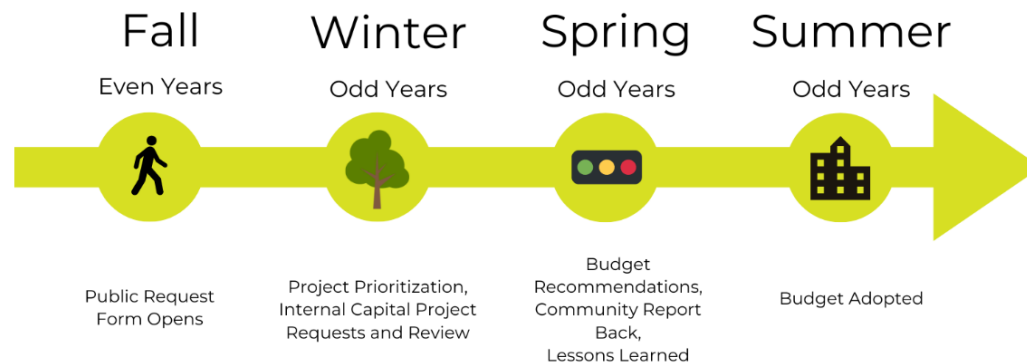 Fall
Even Years
Public Request
Form Opens
Winter
Odd Years
Project Prioritization,
Internal Capital Project
Requests and Review
Spring
Odd Years
Budget
Recommendations,
Community Report
Back,
Lessons Learned
Summer
Odd Years
Budget Adopted